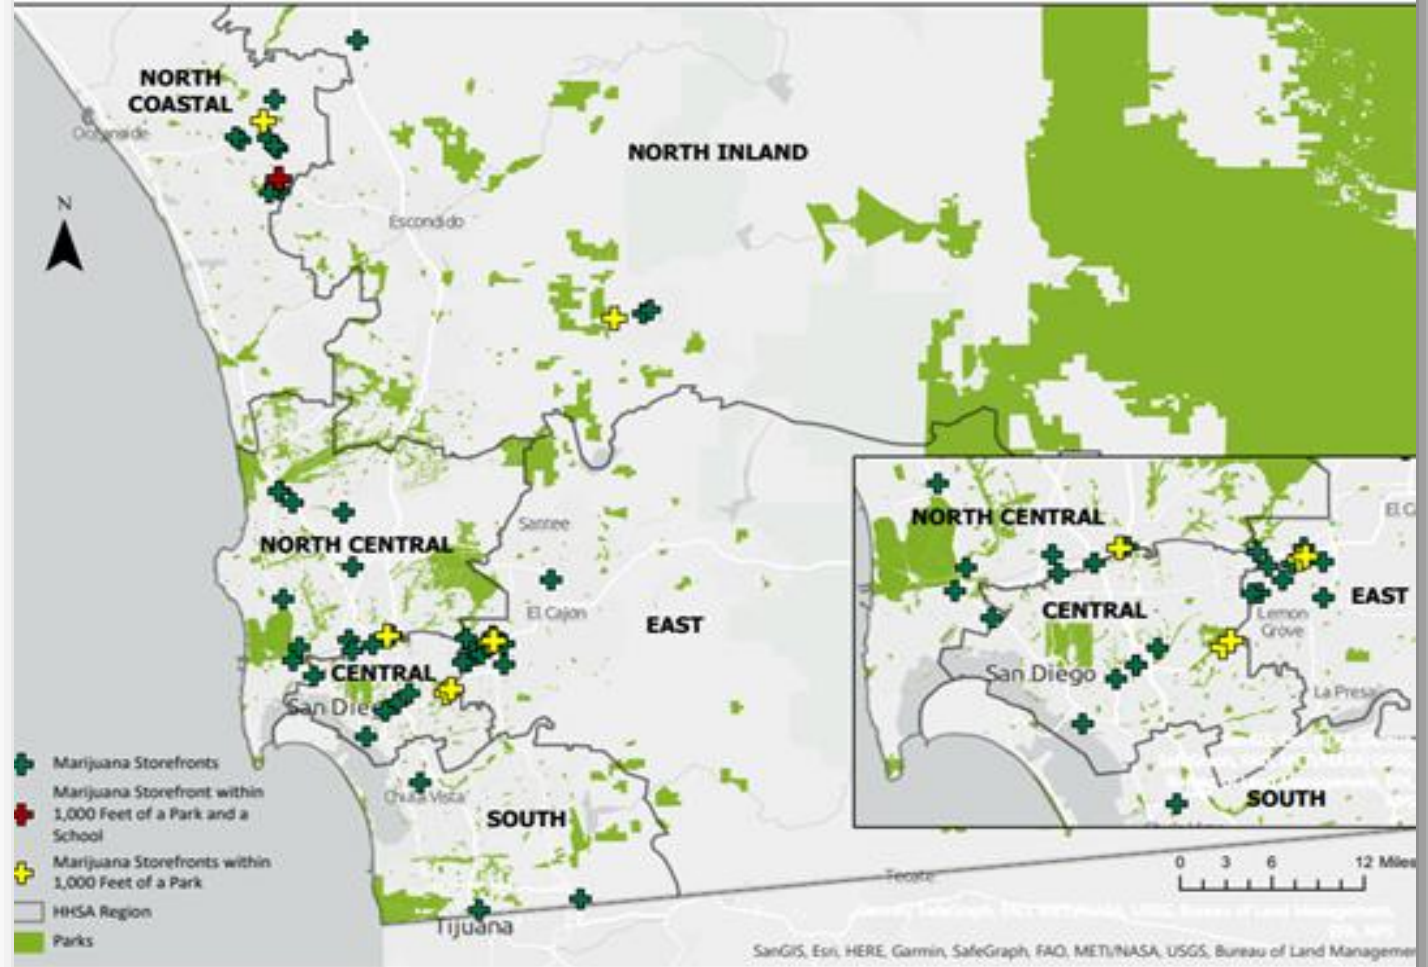 NORTH
COASTAL
Oceanside
NORTH INLAND
N
Escondido
Santee
NORTH CENTRAL
El Cajon
EAST
CENTRAL
San Diego
Chula Vista
SOUTH
Tecate
Tijuana
NORTH CENTRAL
CENTRAL
EAST
Lemon
Grove
San Diego
La Presa
SOUTH
0 3 6 12 Miles
Marijuana Storefronts
Marijuana Storefront within
1,000 Feet of a Park and a
School
Marijuana Storefronts within
1,000 Feet of a Park
HHSA Region
Parks
SanGIS, Esri, HERE, Garmin, SafeGraph, FAO, METI/NASA, USGS, Bureau of Land Managemen